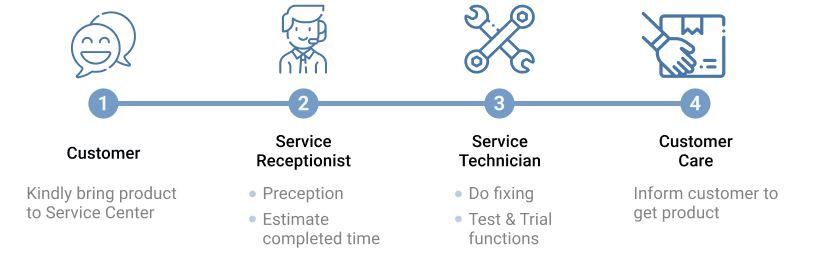 1
2
3
4
Customer
Kindly bring product
to Service Center
Service
Receptionist
Preception
Estimate
completed time
Service
Technician
Do fixing
Test & Trial
functions
Customer
Care
Inform customer to
get product